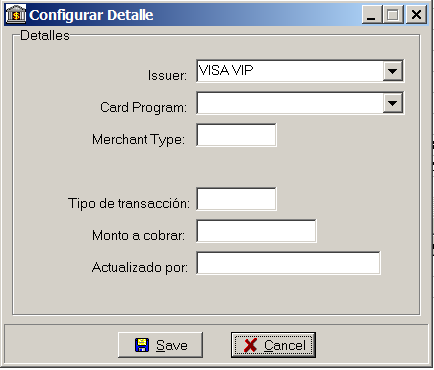 Configurar Detalle
Detalles
Issuer: VISA VIP
Card Program:
Merchant Type:
Tipo de transacción:
Monto a cobrar:
Actualizado por:
Save Cancel